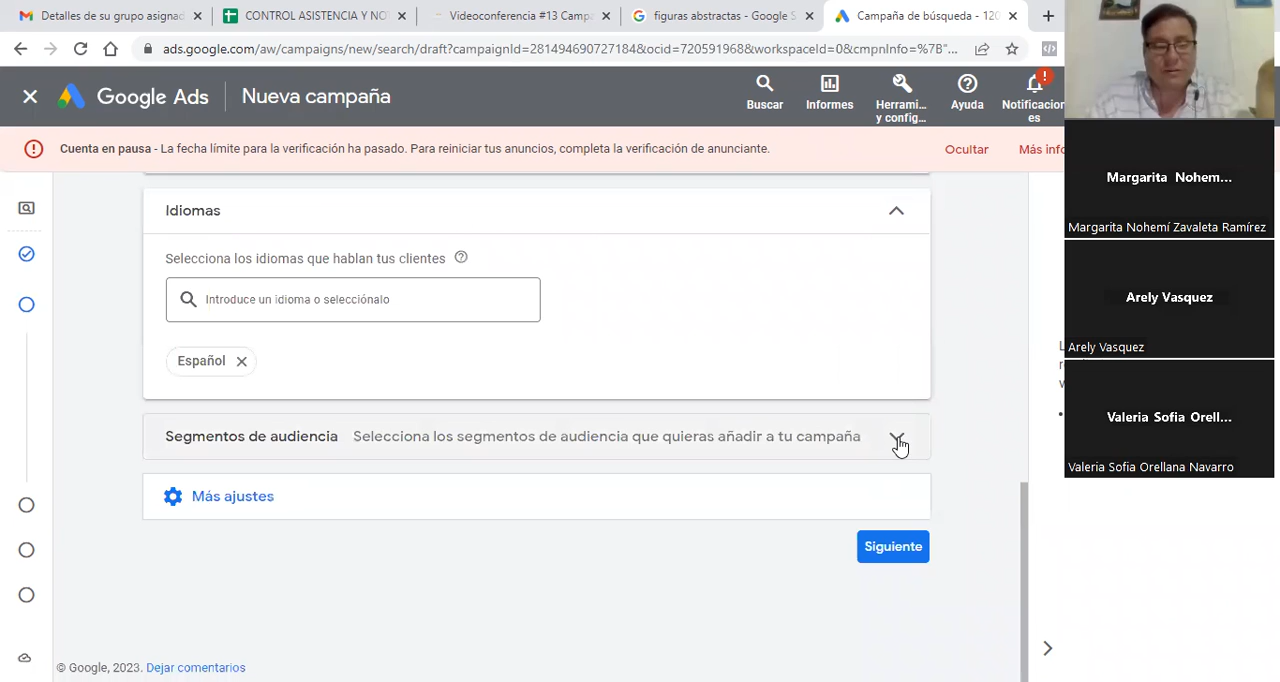 Detalles de su grupo asignad
CONTROL ASISTENCIA Y NO
Videoconferencia #13 Camp
figuras abstractas - Google S
Campaña de búsqueda - 120
ads.google.com/aw/campaigns/new/search/draft?campaignId=281494690727184&ocid=720591968&workspaceId=0&cmpnInfo=%7B"...
Google Ads
Nueva campaña
Buscar
Informes
Herrami...
y config...
Ayuda
Notificacion
es
Cuenta en pausa - La fecha límite para la verificación ha pasado. Para reiniciar tus anuncios, completa la verificación de anunciante.
Ocultar
Más info
Idiomas
Selecciona los idiomas que hablan tus clientes
Introduce un idioma o selecciónalo
Español
Segmentos de audiencia
Selecciona los segmentos de audiencia que quieras añadir a tu campaña
Más ajustes
Siguiente
© Google, 2023. Dejar comentarios
Margarita Nohem...
Margarita Nohemí Zavaleta Ramírez
Arely Vasquez
Arely Vasquez
Valeria Sofia Orell...
Valeria Sofia Orellana Navarro